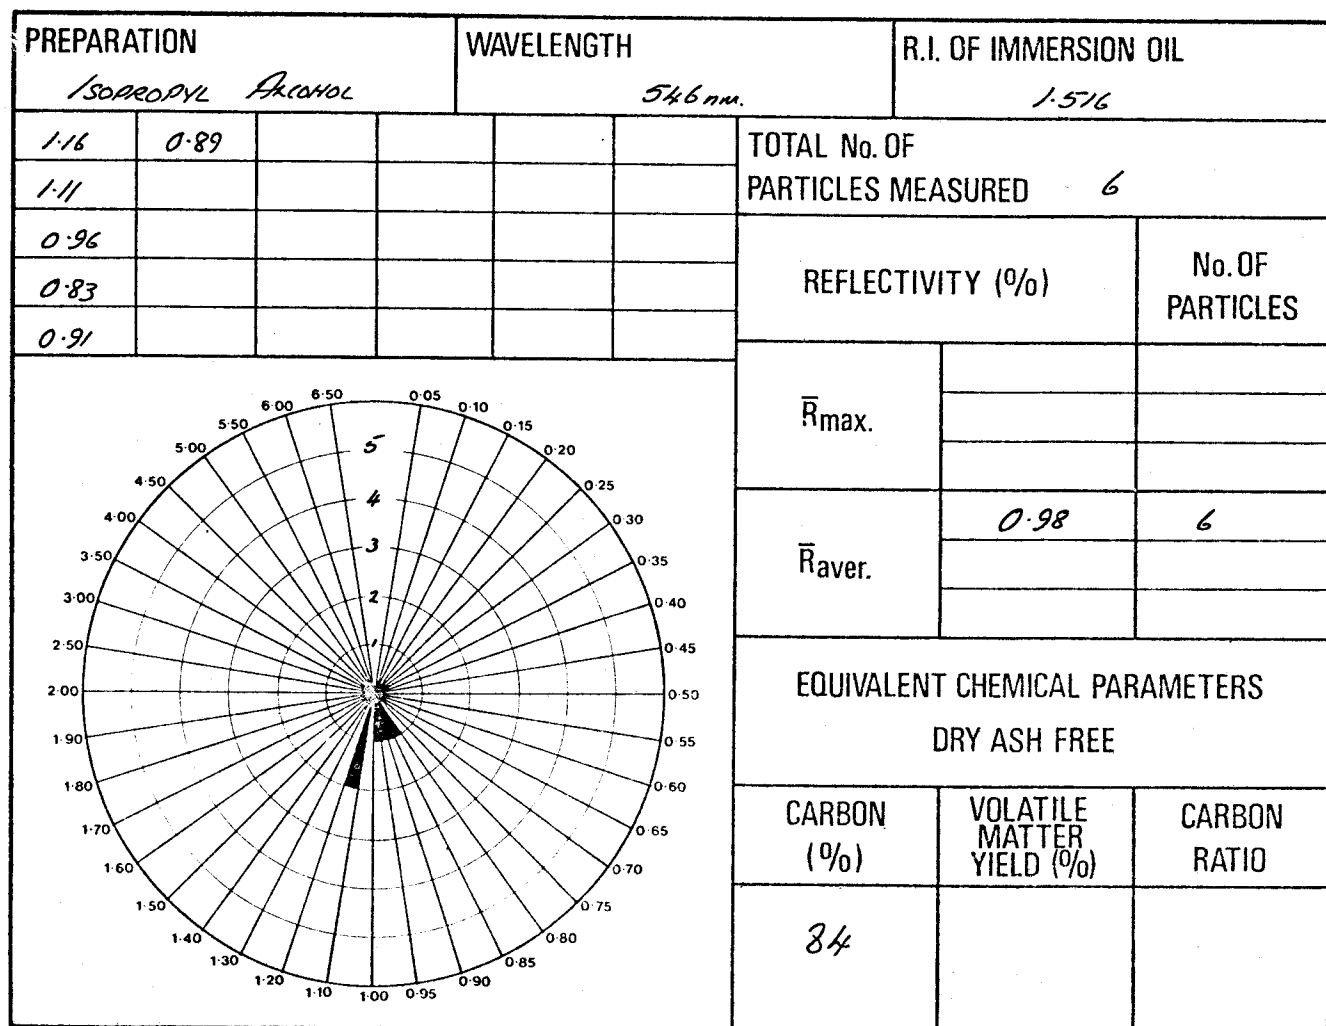 PREPARATION
Isopropyl Alcohol
WAVELENGTH
546 nm.
R.I. OF IMMERSION OIL
1.516
1.16 0.89
1.11
0.96
0.83
0.91
TOTAL No. OF
PARTICLES MEASURED 6
REFLECTIVITY (%)
No. OF
PARTICLES
R̅max.
R̅aver.
0.98 6
EQUIVALENT CHEMICAL PARAMETERS
DRY ASH FREE
CARBON
(%)
VOLATILE
MATTER
YIELD (%)
CARBON
RATIO
84
0.05
0.10
0.15
0.20
0.25
0.30
0.35
0.40
0.45
0.50
0.55
0.60
0.65
0.70
0.75
0.80
0.85
0.90
0.95
1.00
1.10
1.20
1.30
1.40
1.50
1.60
1.70
1.80
1.90
2.00
2.50
3.00
3.50
4.00
4.50
5.00
5.50
6.00
6.50
5
4
3
2
1